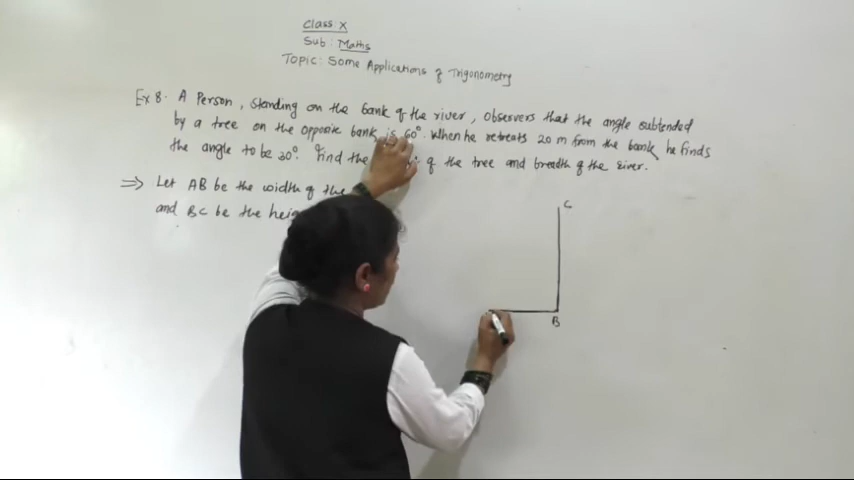 Class: X
Sub: Maths
Topic: Some Applications of Trigonometry
Ex 8. A Person, Standing on the bank of the river, Observers that the angle subtended
by a tree on the opposite bank is 60°. When he retreats 20 m from the bank, he finds
the angle to be 30°. Find the of the tree and breadth of the river.
⇒ Let AB be the width of the
and BC be the heig
C
B